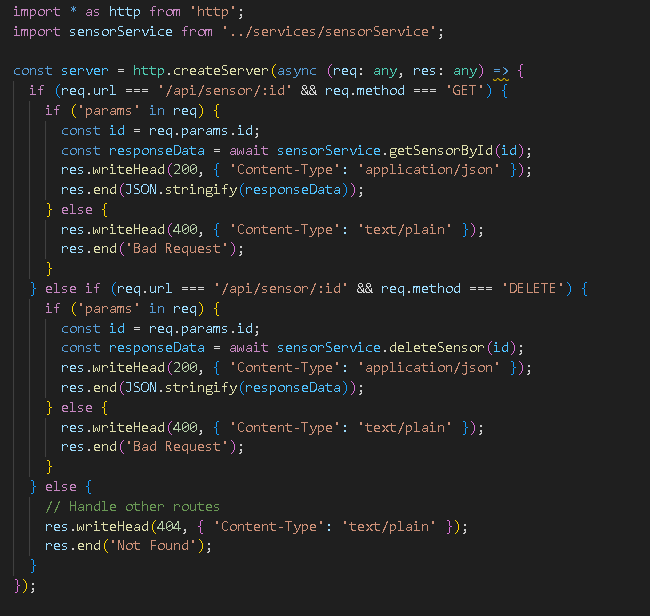 import * as http from 'http';
import sensorService from '../services/sensorService';
const server = http.createServer(async (req: any, res: any) => {
  if (req.url === '/api/sensor/:id' && req.method === 'GET') {
    if ('params' in req) {
      const id = req.params.id;
      const responseData = await sensorService.getSensorById(id);
      res.writeHead(200, { 'Content-Type': 'application/json' });
      res.end(JSON.stringify(responseData));
    } else {
      res.writeHead(400, { 'Content-Type': 'text/plain' });
      res.end('Bad Request');
    }
  } else if (req.url === '/api/sensor/:id' && req.method === 'DELETE') {
    if ('params' in req) {
      const id = req.params.id;
      const responseData = await sensorService.deleteSensor(id);
      res.writeHead(200, { 'Content-Type': 'application/json' });
      res.end(JSON.stringify(responseData));
    } else {
      res.writeHead(400, { 'Content-Type': 'text/plain' });
      res.end('Bad Request');
    }
  } else {
    // Handle other routes
    res.writeHead(404, { 'Content-Type': 'text/plain' });
    res.end('Not Found');
  }
});